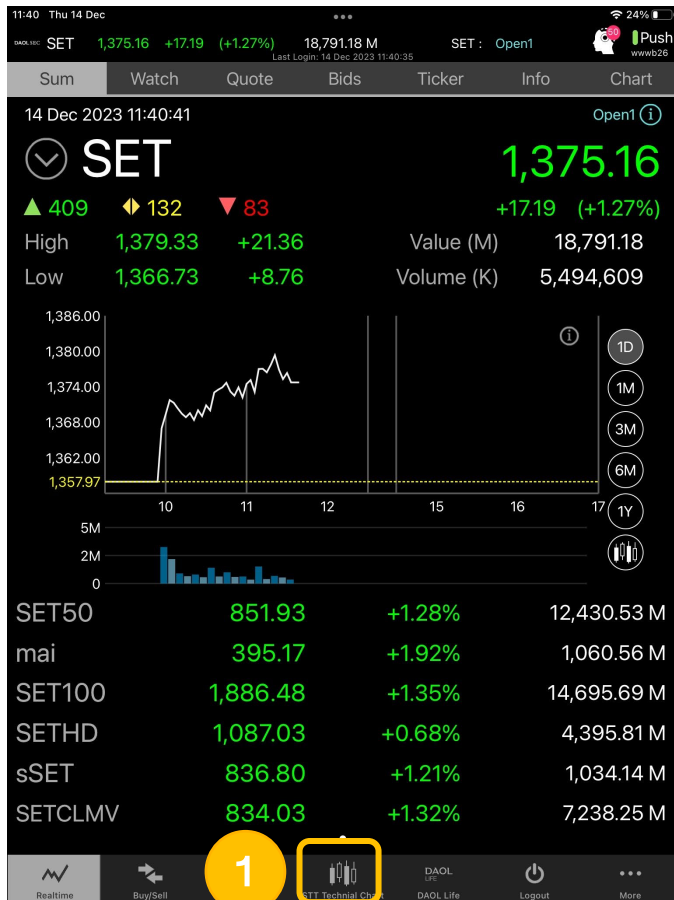 11:40 Thu 14 Dec
24%
DAOL SEC SET 1,375.16 +17.19 (+1.27%) 18,791.18 M SET : Open1 50 Push
Last Login: 14 Dec 2023 11:40:35 wwwb26
Sum Watch Quote Bids Ticker Info Chart
14 Dec 2023 11:40:41 Open1
SET 1,375.16
409 132 83 +17.19 (+1.27%)
High 1,379.33 +21.36 Value (M) 18,791.18
Low 1,366.73 +8.76 Volume (K) 5,494,609
1,386.00
1,380.00 1D
1,374.00 1M
1,368.00 3M
1,362.00
1,357.97 6M
10 11 12 15 16 17 1Y
5M
2M
0
SET50 851.93 +1.28% 12,430.53 M
mai 395.17 +1.92% 1,060.56 M
SET100 1,886.48 +1.35% 14,695.69 M
SETHD 1,087.03 +0.68% 4,395.81 M
sSET 836.80 +1.21% 1,034.14 M
SETCLMV 834.03 +1.32% 7,238.25 M
1
DAOL LIFE
Realtime Buy/Sell STT Technial Chart DAOL Life Logout More